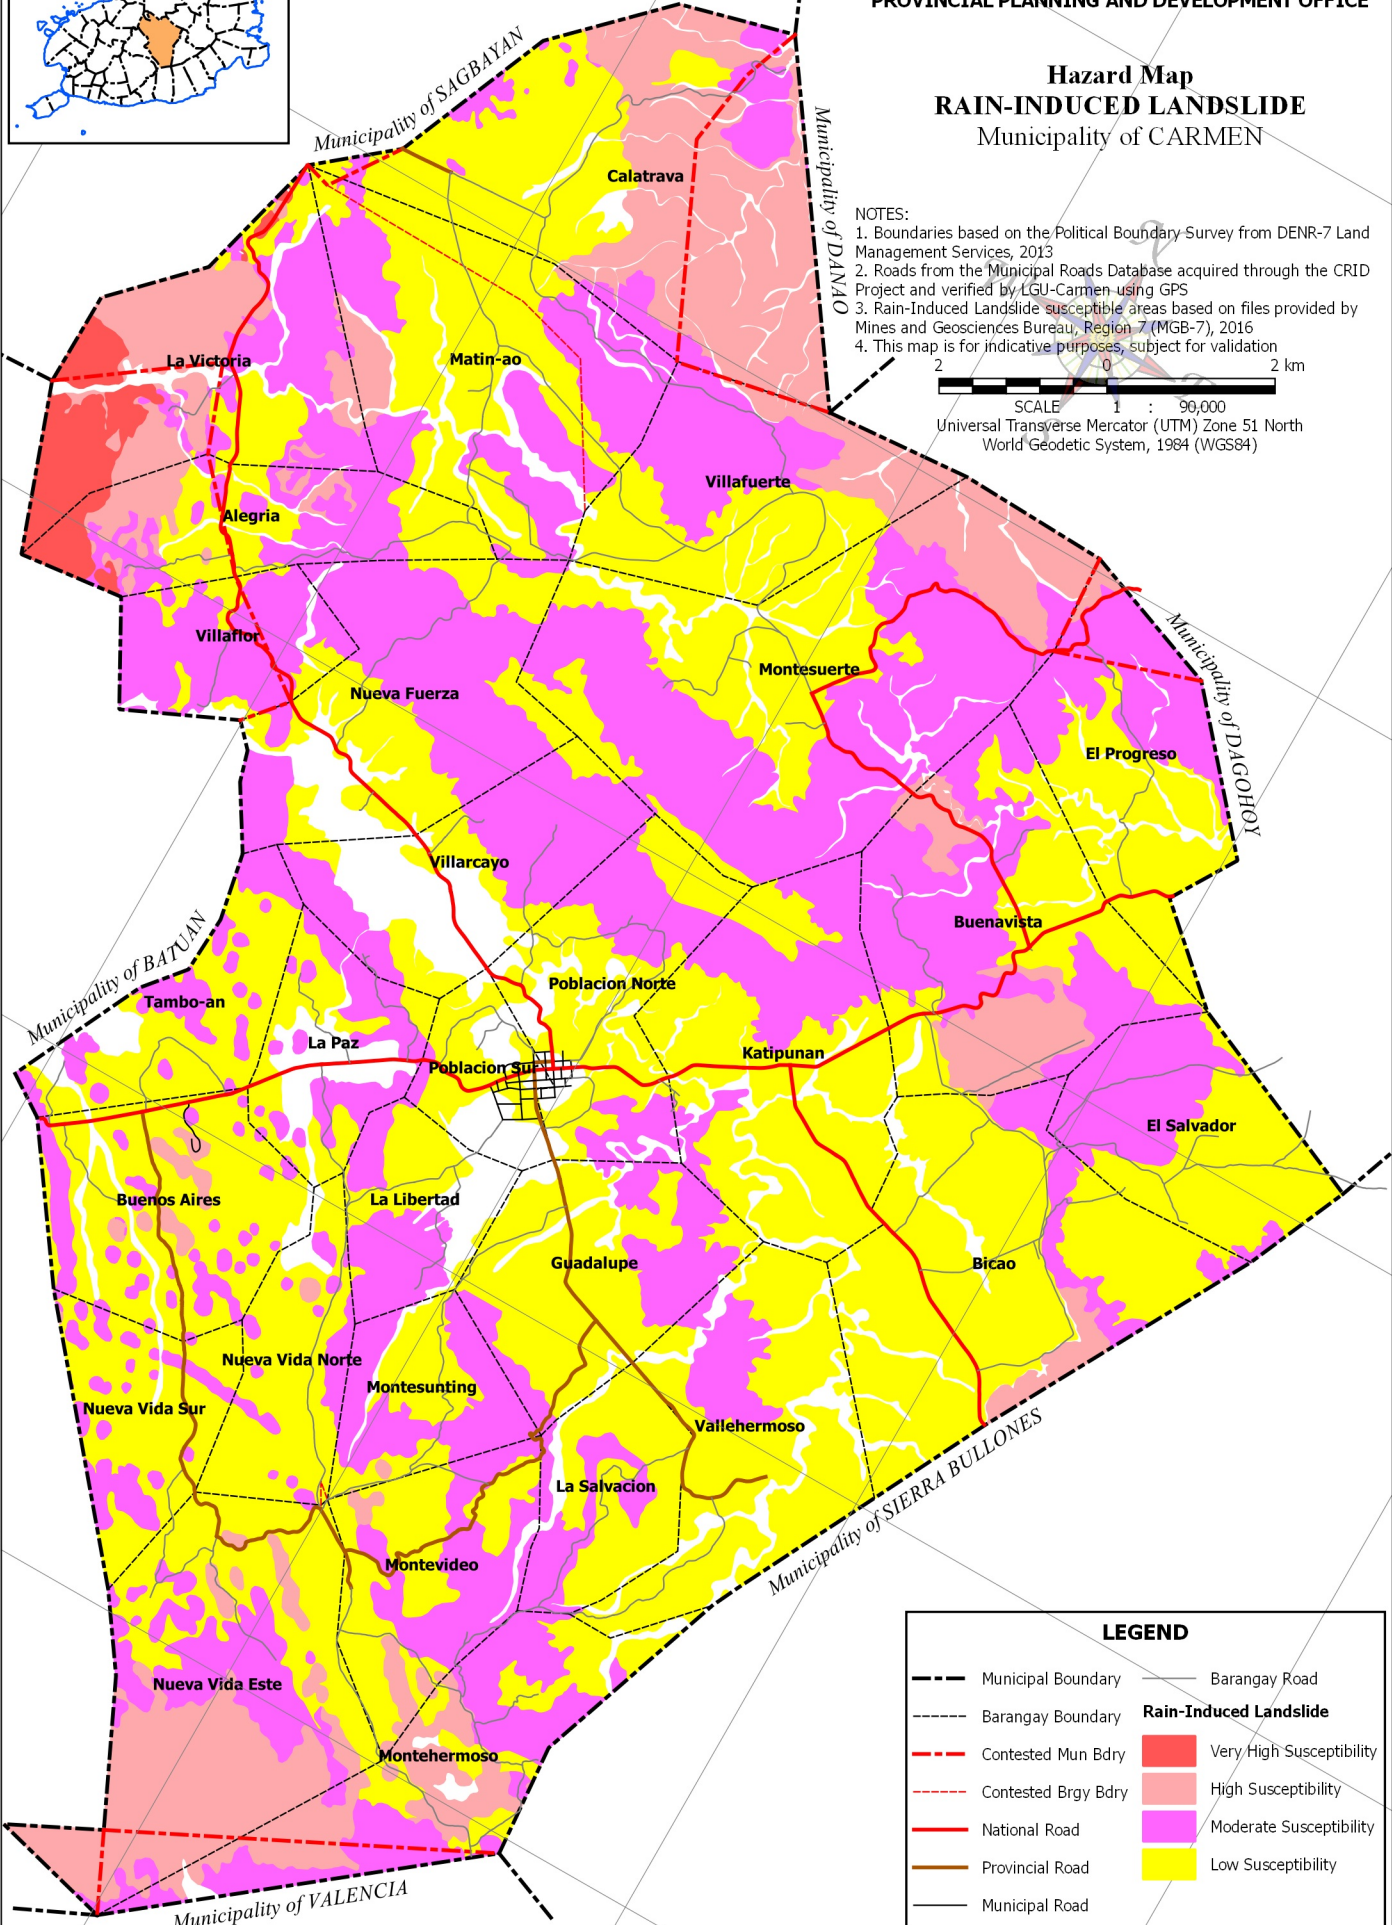 PROVINCIAL PLANNING AND DEVELOPMENT OFFICE
Hazard Map
RAIN-INDUCED LANDSLIDE
Municipality of CARMEN
NOTES:
1. Boundaries based on the Political Boundary Survey from DENR-7 Land
Management Services, 2013
2. Roads from the Municipal Roads Database acquired through the CRID
Project and verified by LGU-Carmen using GPS
3. Rain-Induced Landslide susceptible areas based on files provided by
Mines and Geosciences Bureau, Region 7 (MGB-7), 2016
4. This map is for indicative purposes, subject for validation
2 0 2 km
SCALE 1 : 90,000
Universal Transverse Mercator (UTM) Zone 51 North
World Geodetic System, 1984 (WGS84)
Municipality of SAGBAYAN
Municipality of DANAO
Calatrava
La Victoria
Matin-ao
Villafuerte
Alegria
Villaflor
Municipality of DAGOHOY
Montesuerte
Nueva Fuerza
El Progreso
Villarcayo
Buenavista
Municipality of BATUAN
Tambo-an
Poblacion Norte
La Paz
Katipunan
Poblacion Sur
El Salvador
Buenos Aires
La Libertad
Guadalupe
Bicao
Nueva Vida Norte
Montesunting
Nueva Vida Sur
Vallehermoso
La Salvacion
Municipality of SIERRA BULLONES
Montevideo
Nueva Vida Este
Montehermoso
Municipality of VALENCIA
LEGEND
Municipal Boundary
Barangay Boundary
Contested Mun Bdry
Contested Brgy Bdry
National Road
Provincial Road
Municipal Road
Barangay Road
Rain-Induced Landslide
Very High Susceptibility
High Susceptibility
Moderate Susceptibility
Low Susceptibility